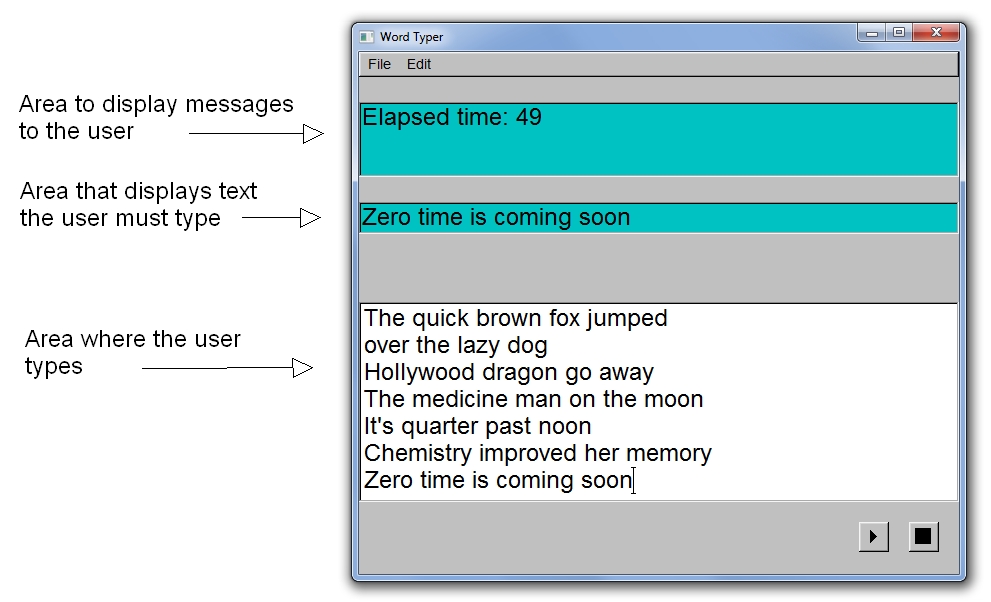 Word Typer
File Edit
Area to display messages
to the user
Elapsed time: 49
Area that displays text
the user must type
Zero time is coming soon
Area where the user
types
The quick brown fox jumped
over the lazy dog
Hollywood dragon go away
The medicine man on the moon
It's quarter past noon
Chemistry improved her memory
Zero time is coming soon